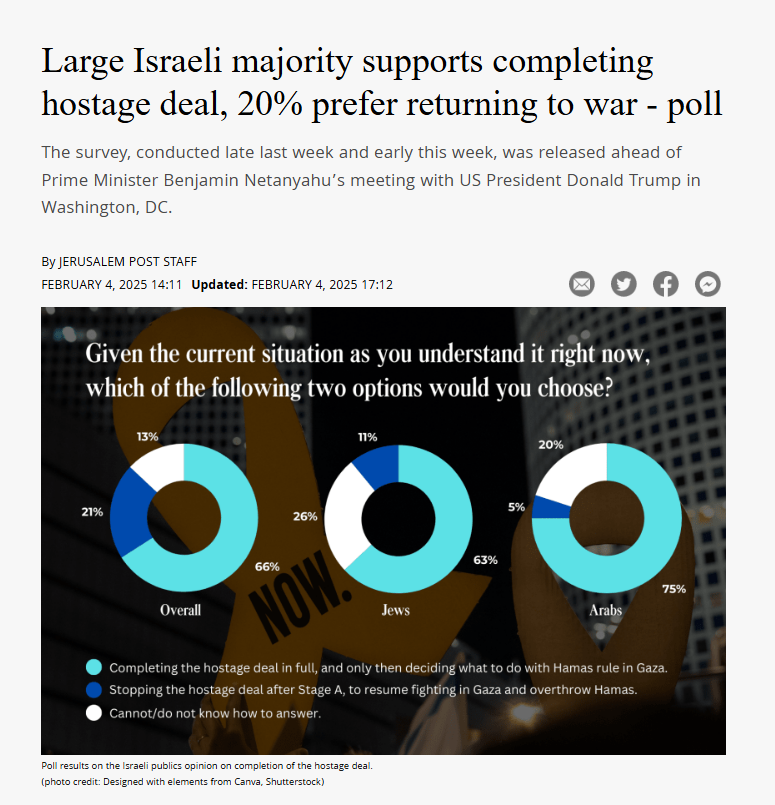 Large Israeli majority supports completing
hostage deal, 20% prefer returning to war - poll
The survey, conducted late last week and early this week, was released ahead of
Prime Minister Benjamin Netanyahu's meeting with US President Donald Trump in
Washington, DC.
By JERUSALEM POST STAFF
FEBRUARY 4, 2025 14:11 Updated: FEBRUARY 4, 2025 17:12
Given the current situation as you understand it right now,
which of the following two options would you choose?
13%
21%
66%
Overall
11%
26%
63%
Jews
20%
5%
75%
Arabs
NOW.
Completing the hostage deal in full, and only then deciding what to do with Hamas rule in Gaza.
Stopping the hostage deal after Stage A, to resume fighting in Gaza and overthrow Hamas.
Cannot/do not know how to answer.
Poll results on the Israeli publics opinion on completion of the hostage deal.
(photo credit: Designed with elements from Canva, Shutterstock)